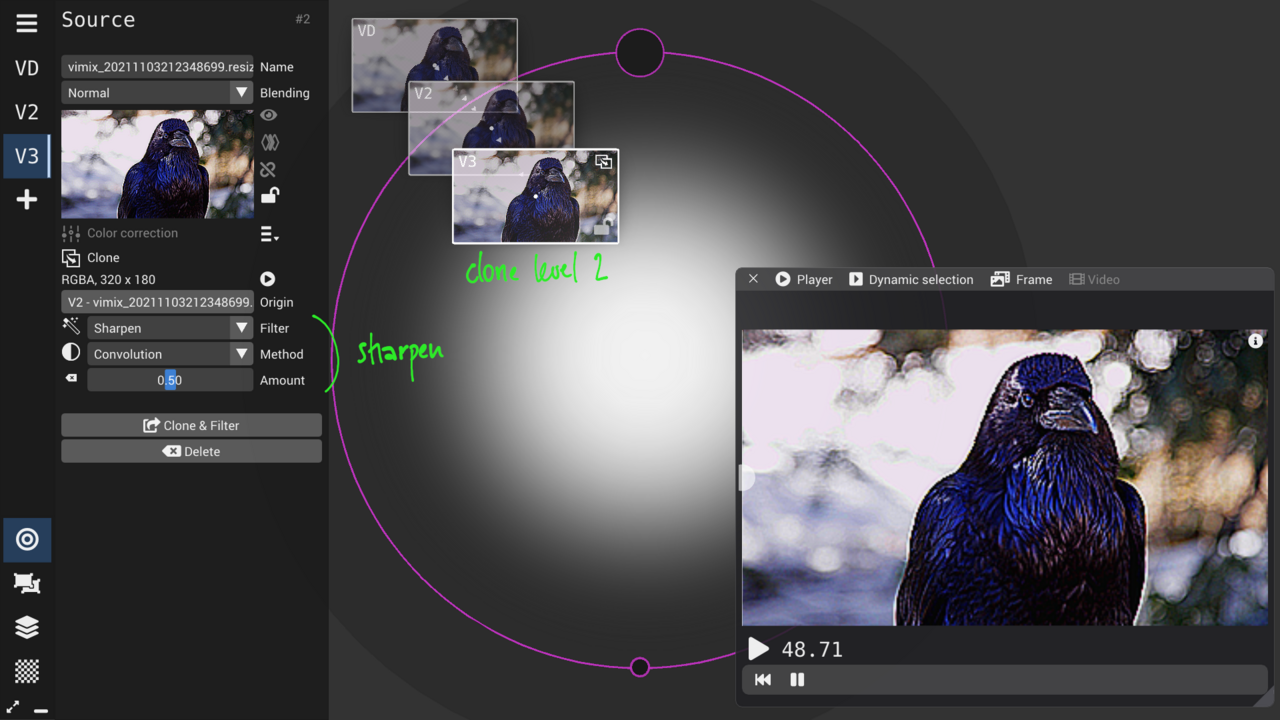 Source
#2
VD
V2
V3
vimix_20211103212348699.resiz
Name
Normal
Blending
Color correction
Clone
RGBA, 320 x 180
V2 - vimix_20211103212348699.
Origin
Sharpen
Filter
Convolution
Method
0.50
Amount
Clone & Filter
Delete
VD
V2
V3
clone level 2
sharpen
Player
Dynamic selection
Frame
Video
48.71